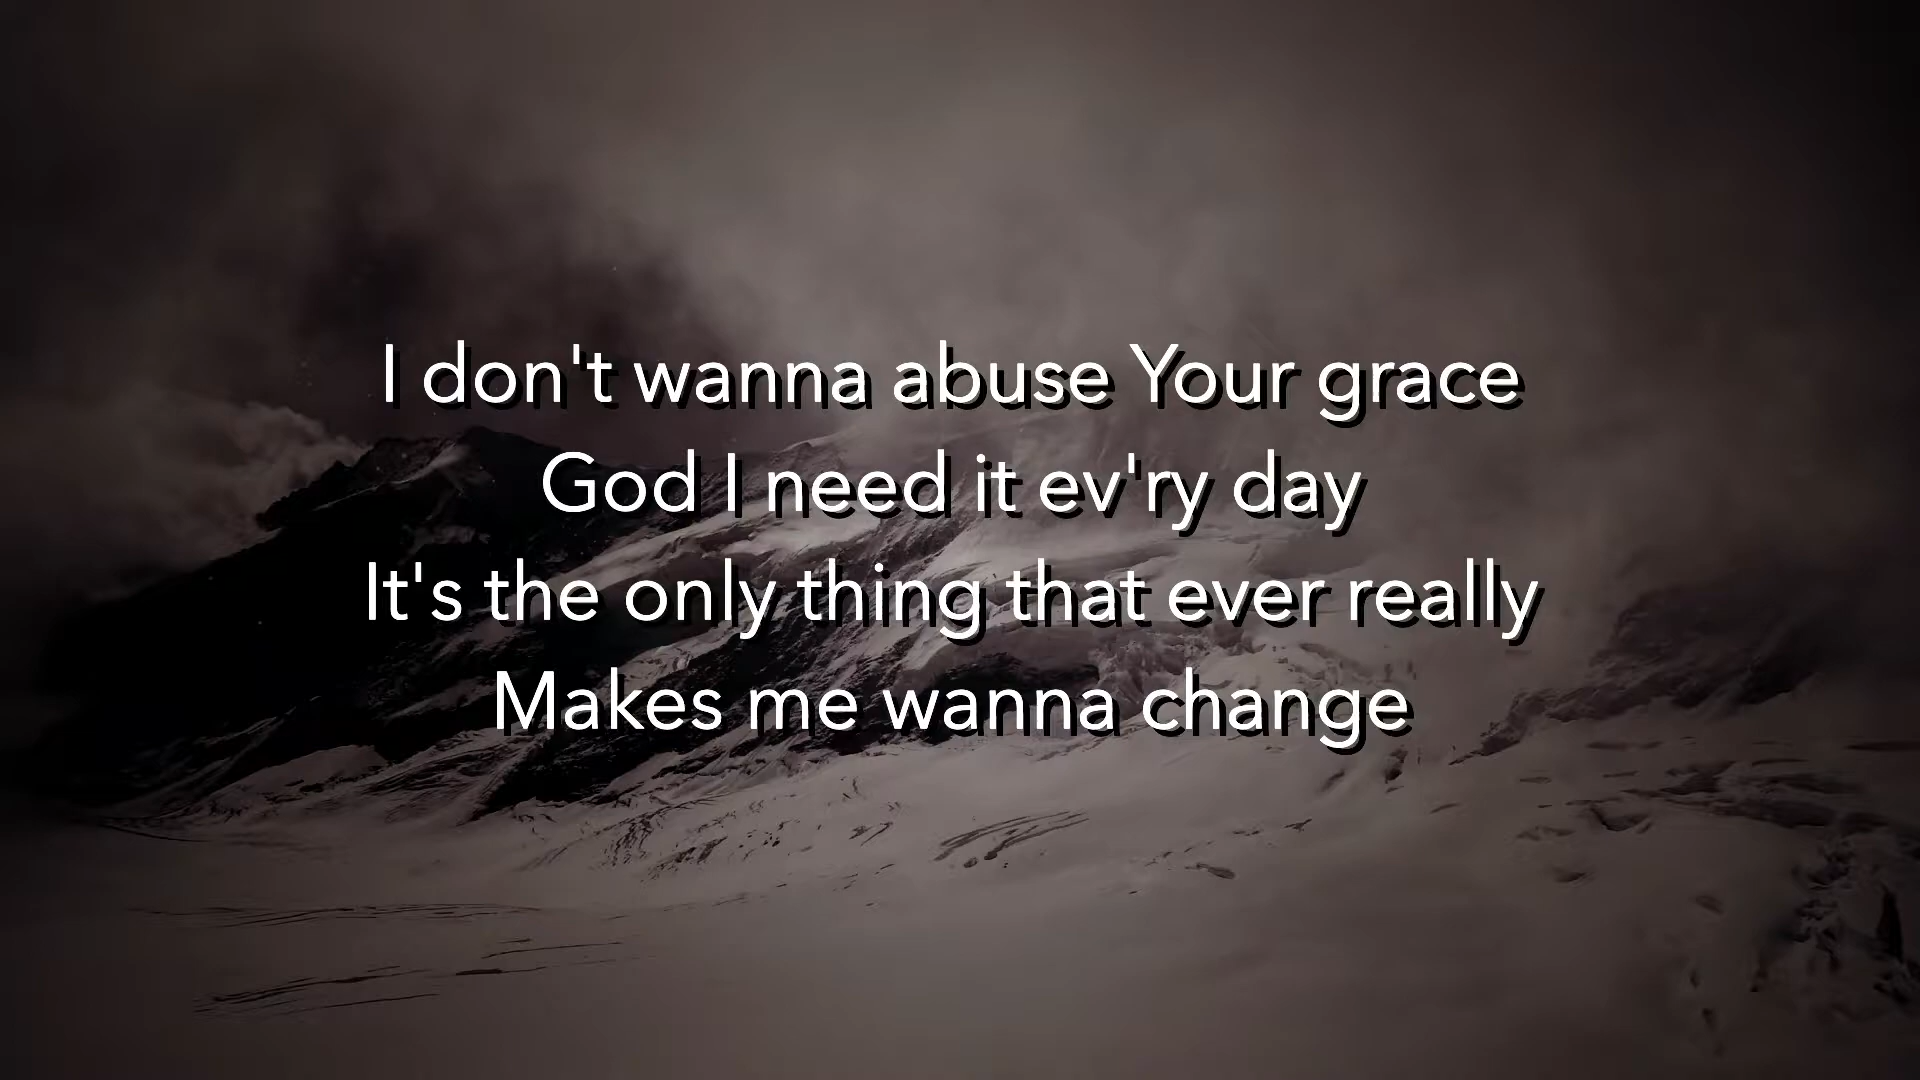 I don't wanna abuse Your grace
God I need it ev'ry day
It's the only thing that ever really
Makes me wanna change